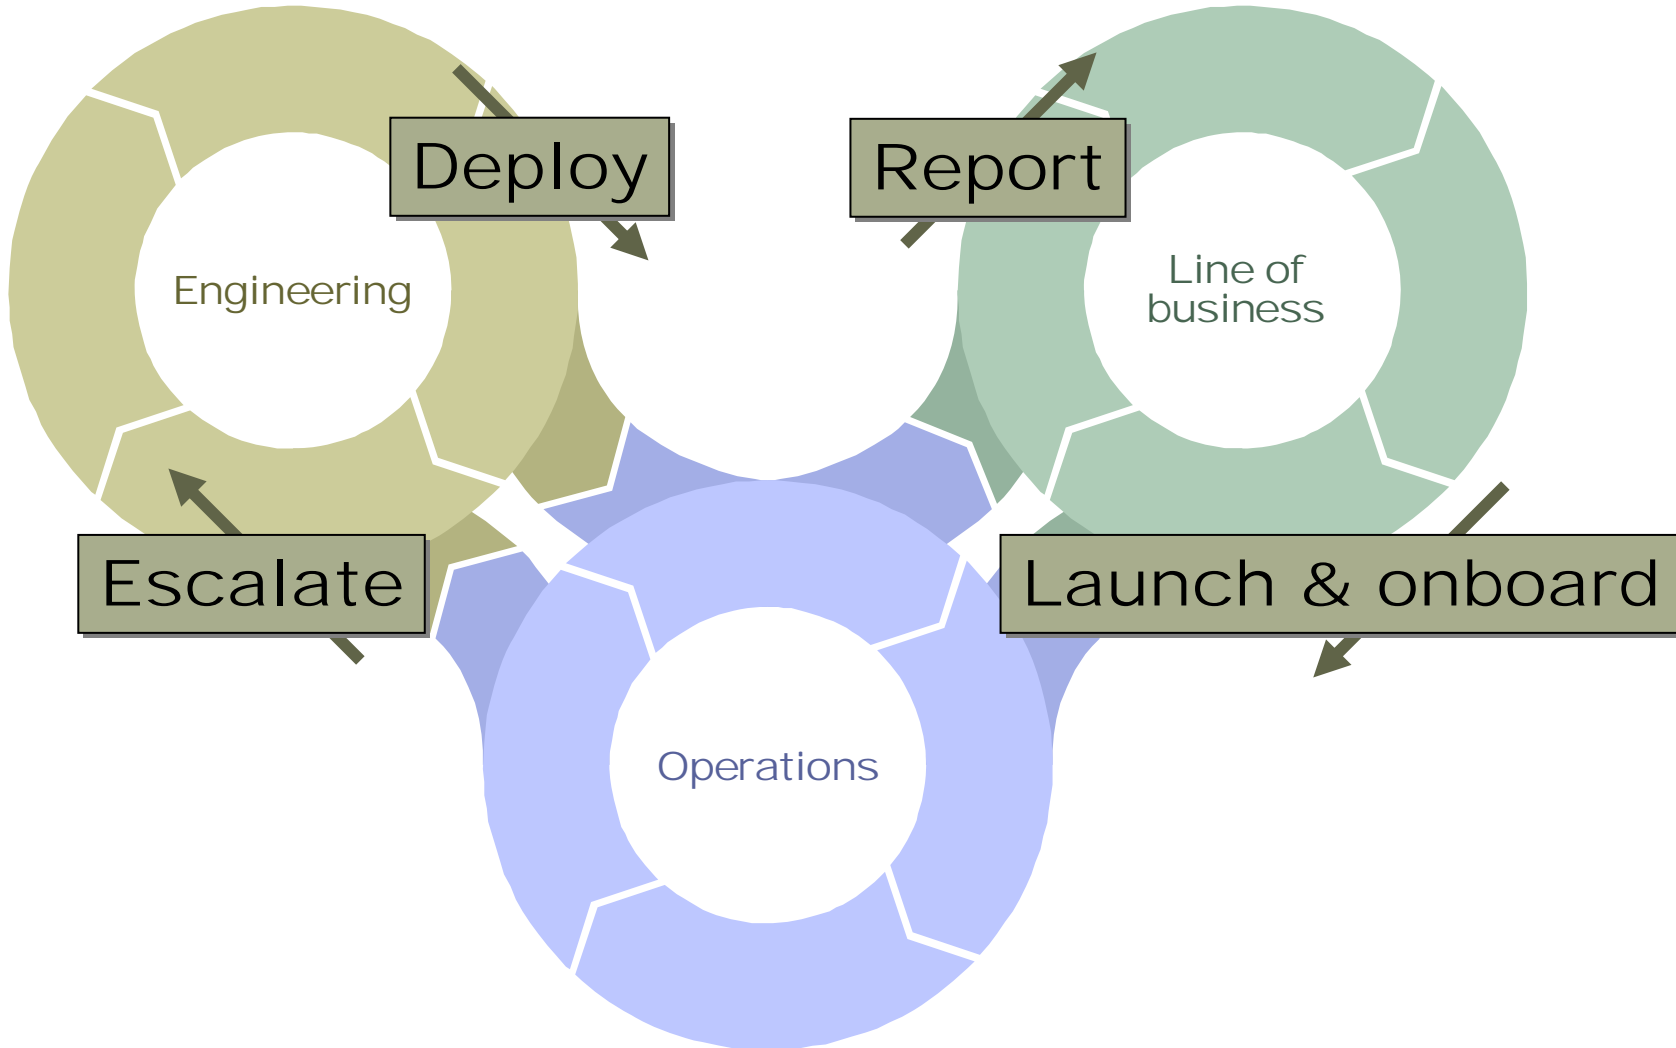 Deploy
Report
Engineering
Line of
business
Escalate
Launch & onboard
Operations